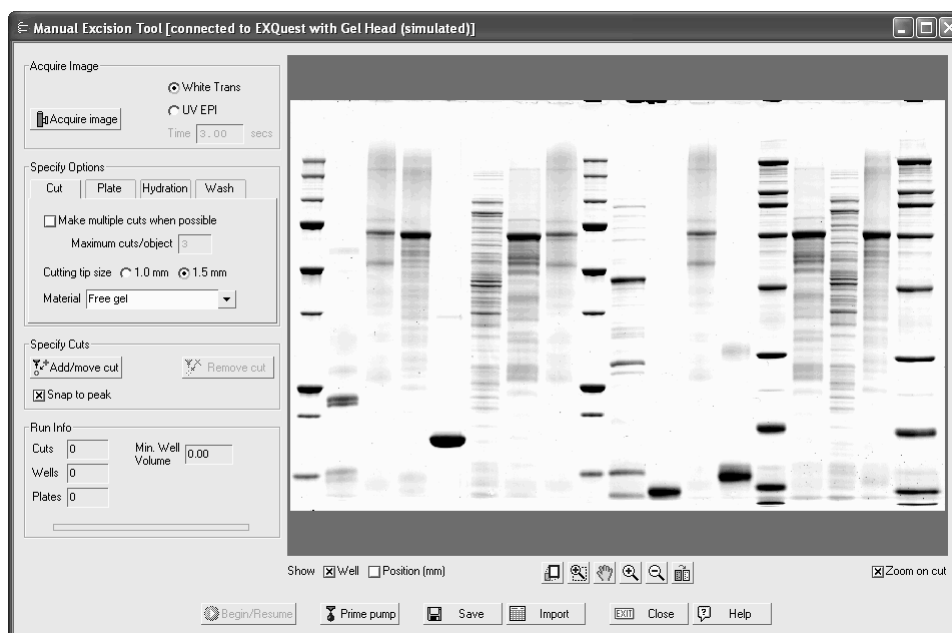 Manual Excision Tool [connected to EXQuest with Gel Head (simulated)]
Acquire Image
White Trans
Acquire image
UV EPI
Time 3.00 secs
Specify Options
Cut Plate Hydration Wash
Make multiple cuts when possible
Maximum cuts/object 3
Cutting tip size 1.0 mm 1.5 mm
Material Free gel
Specify Cuts
Add/move cut Remove cut
Snap to peak
Run Info
Cuts 0 Min. Well Volume 0.00
Wells 0
Plates 0
Show Well Position (mm) Zoom on cut
Begin/Resume Prime pump Save Import EXIT Close Help